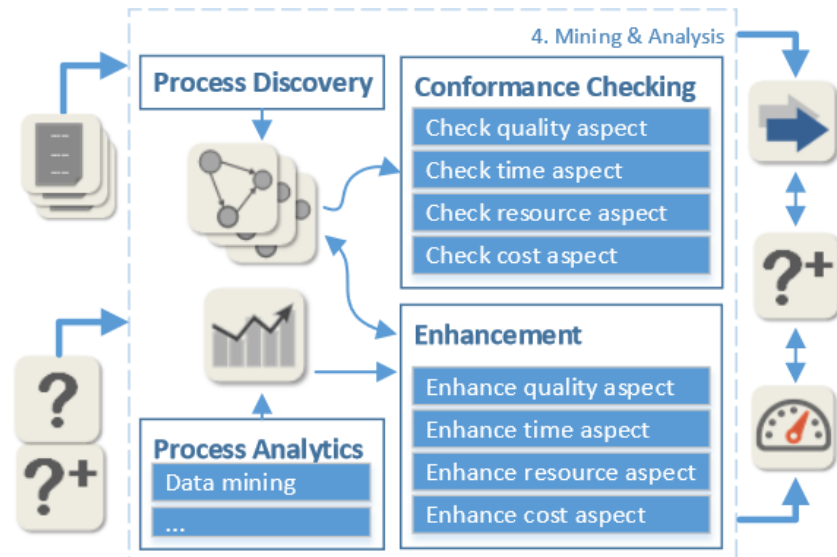 4. Mining & Analysis
Process Discovery
Conformance Checking
Check quality aspect
Check time aspect
Check resource aspect
Check cost aspect
?+
Enhancement
Enhance quality aspect
Enhance time aspect
Enhance resource aspect
Enhance cost aspect
?
?+
Process Analytics
Data mining
...